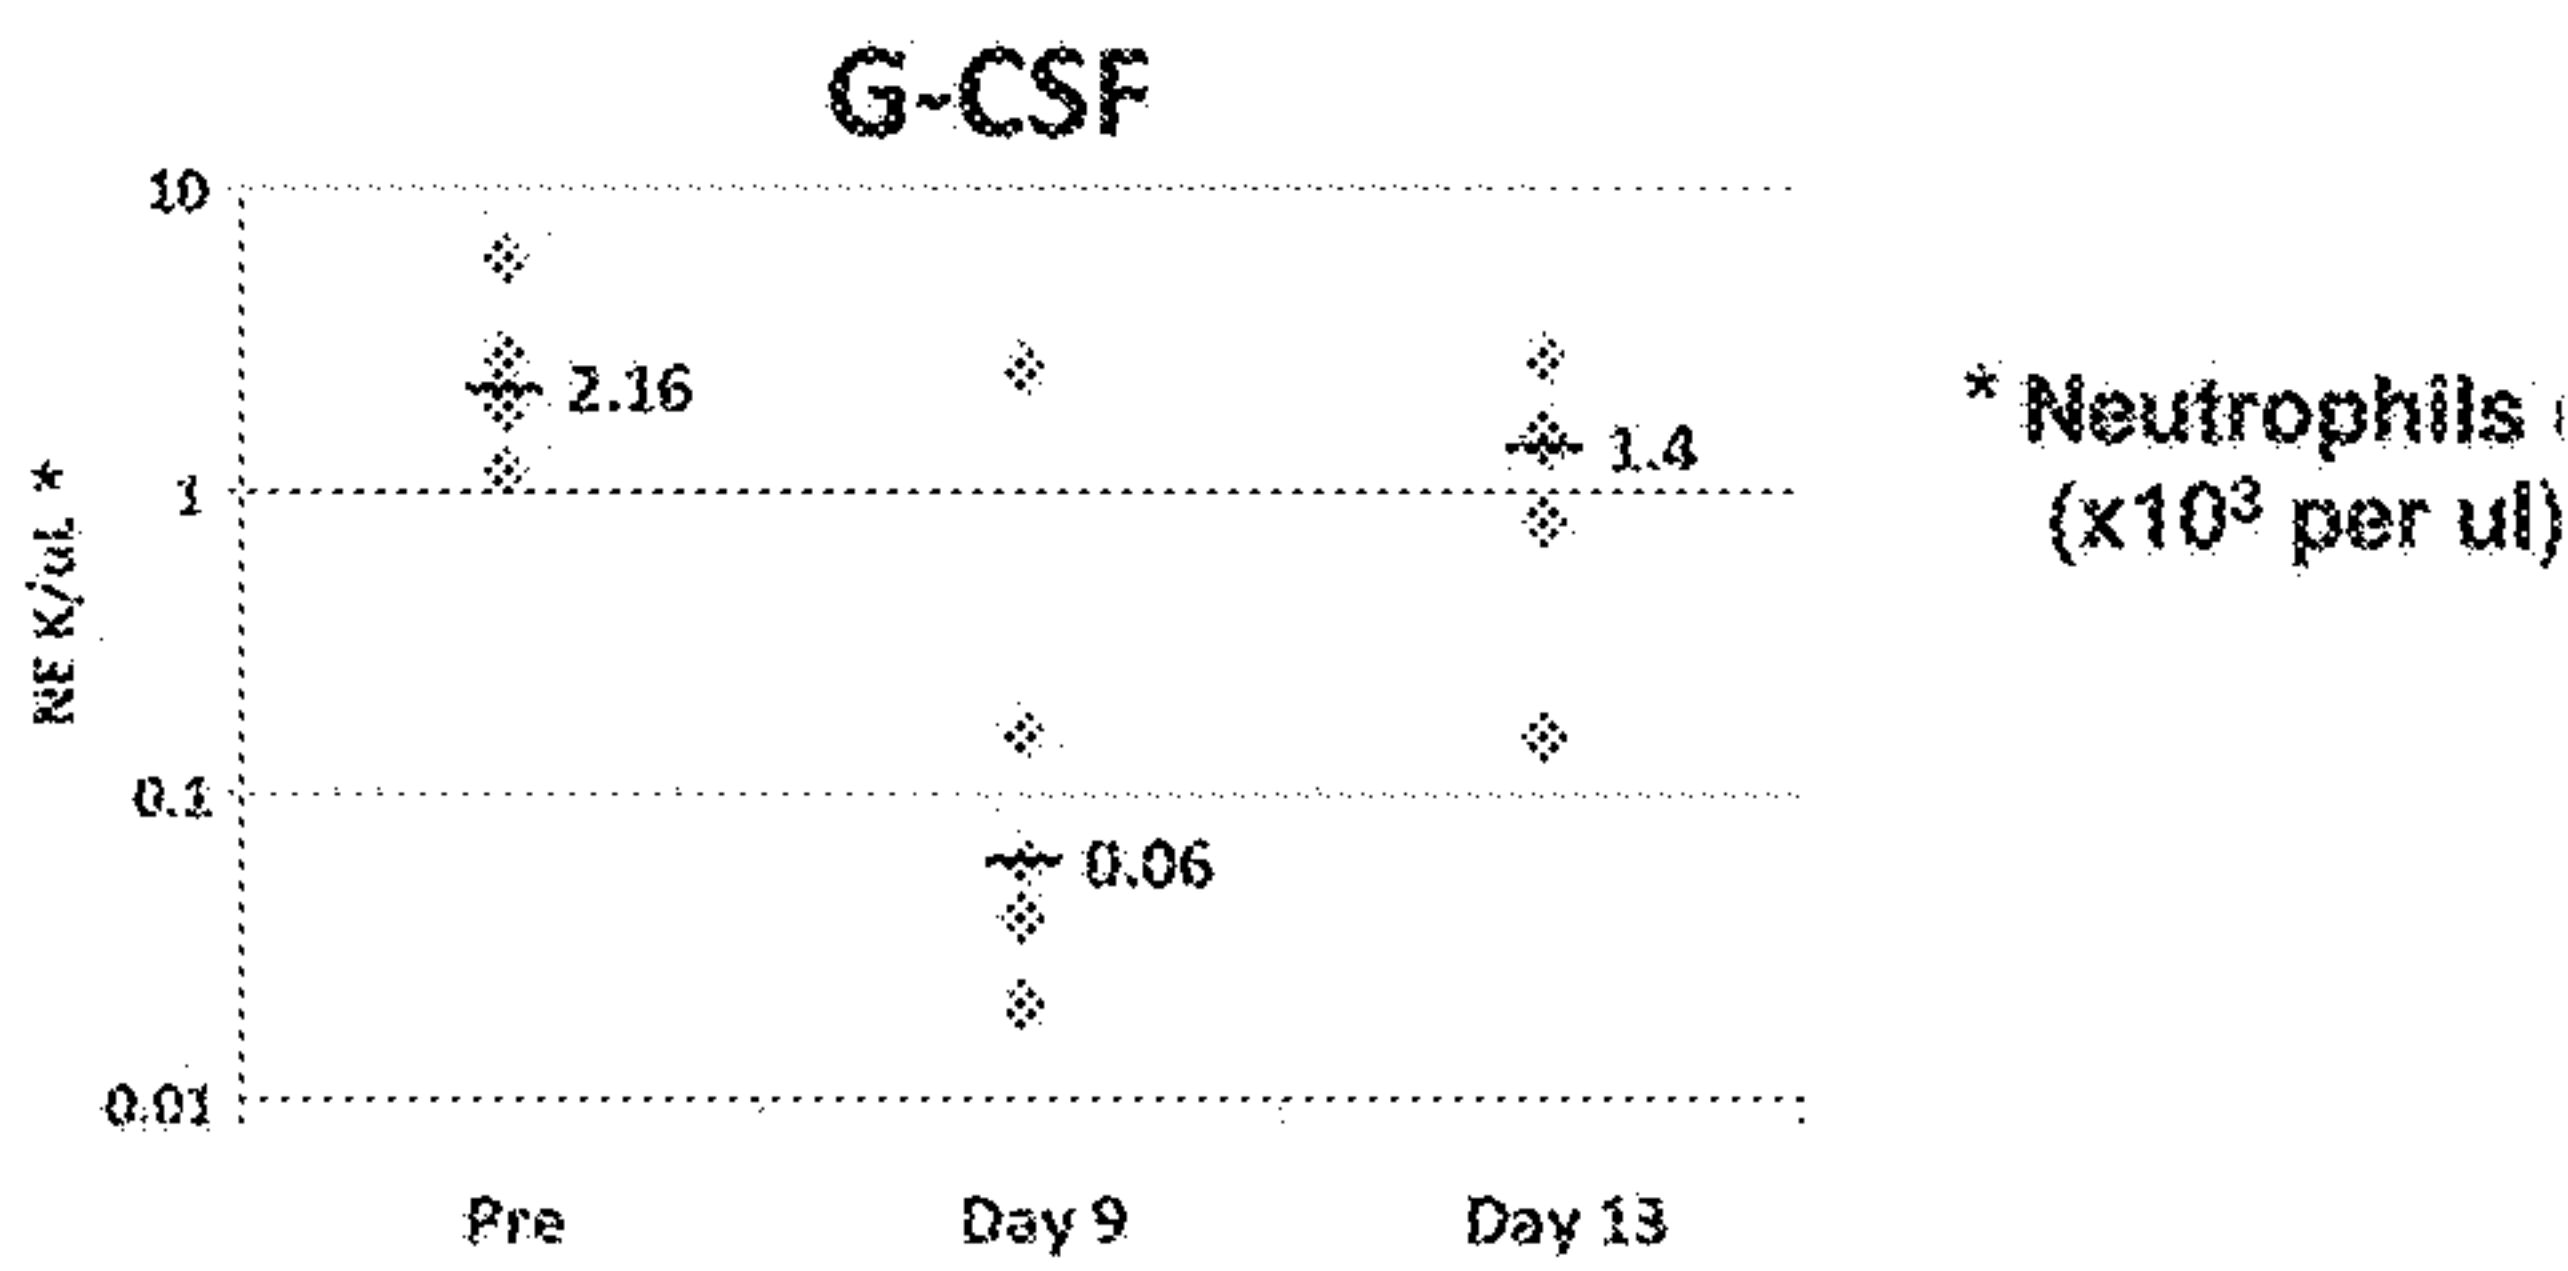 G-CSF
10
1
0.1
0.01
NE K/uL *
2.16
0.06
1.4
Pre
Day 9
Day 13
* Neutrophils
(x10³ per ul)